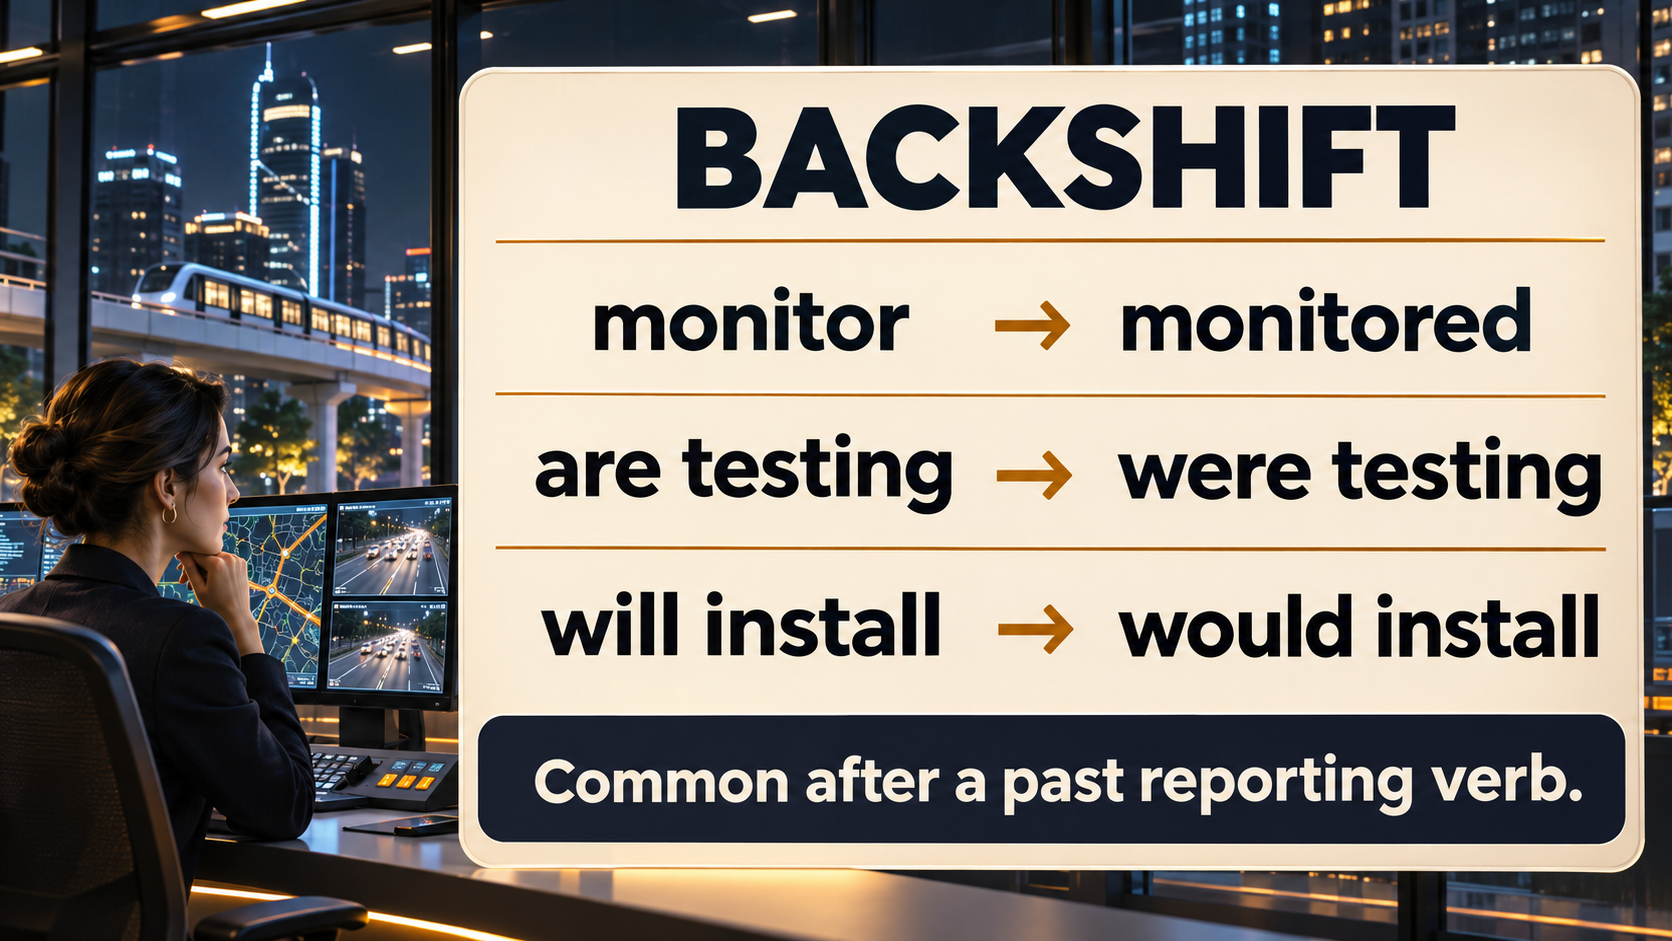 BACKSHIFT
monitor → monitored
are testing → were testing
will install → would install
Common after a past reporting verb.